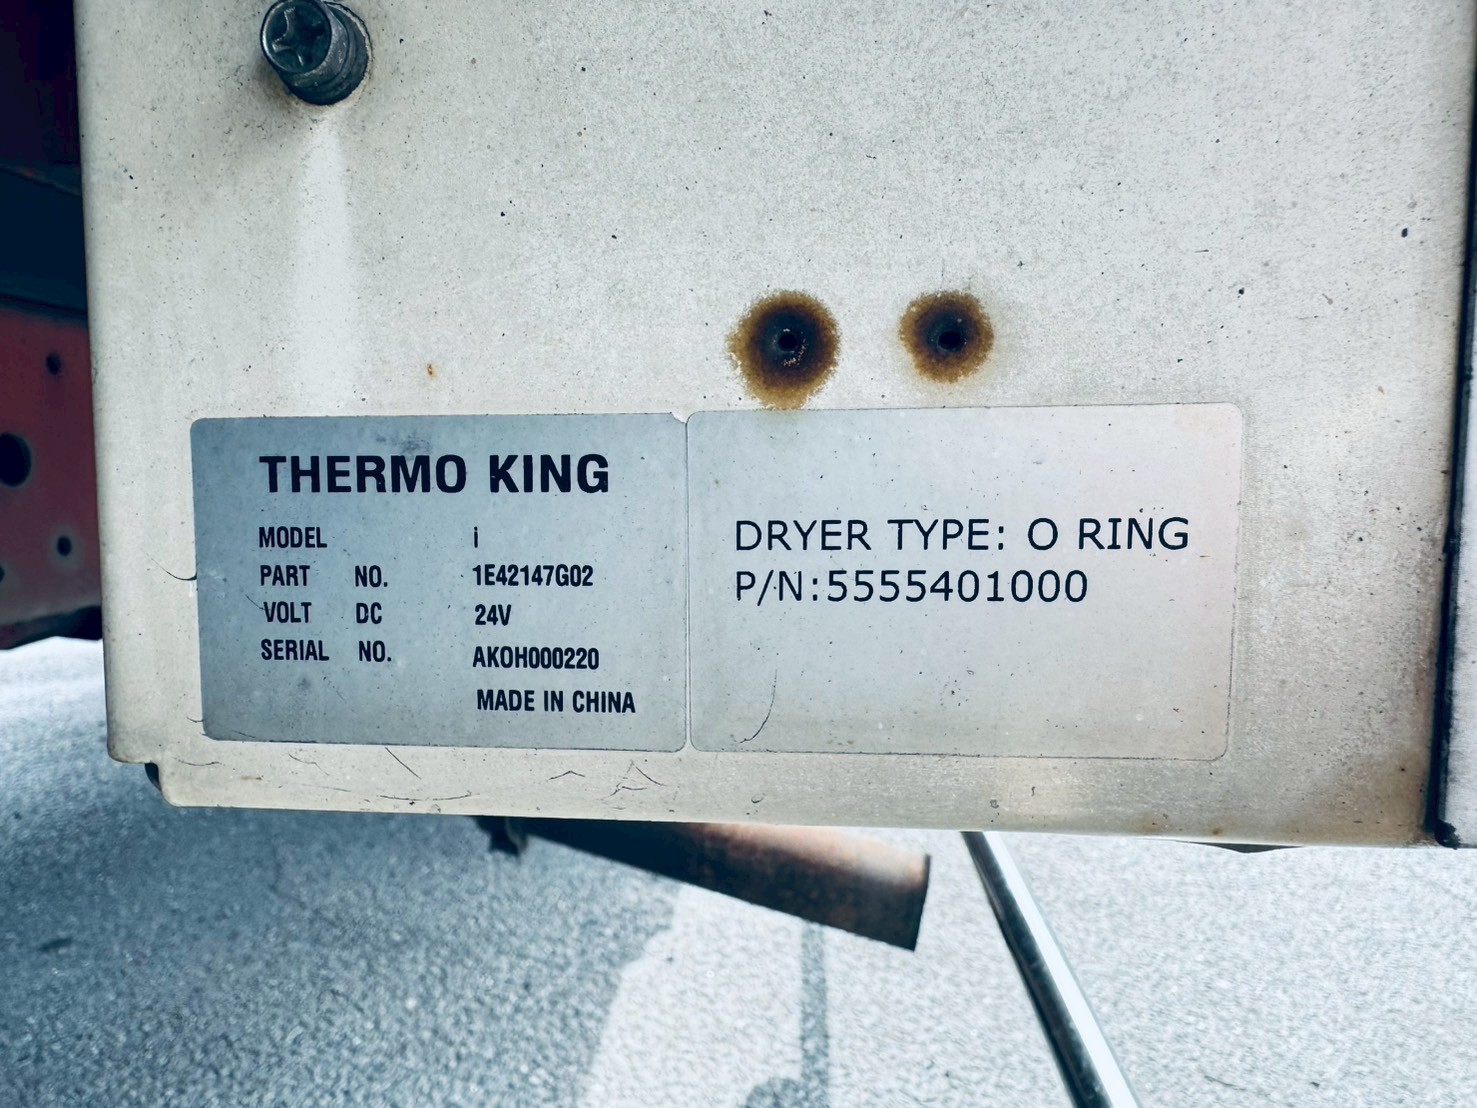 THERMO KING
MODEL i
PART NO. 1E42147G02
VOLT DC 24V
SERIAL NO. AKOH000220
MADE IN CHINA
DRYER TYPE: O RING
P/N:5555401000